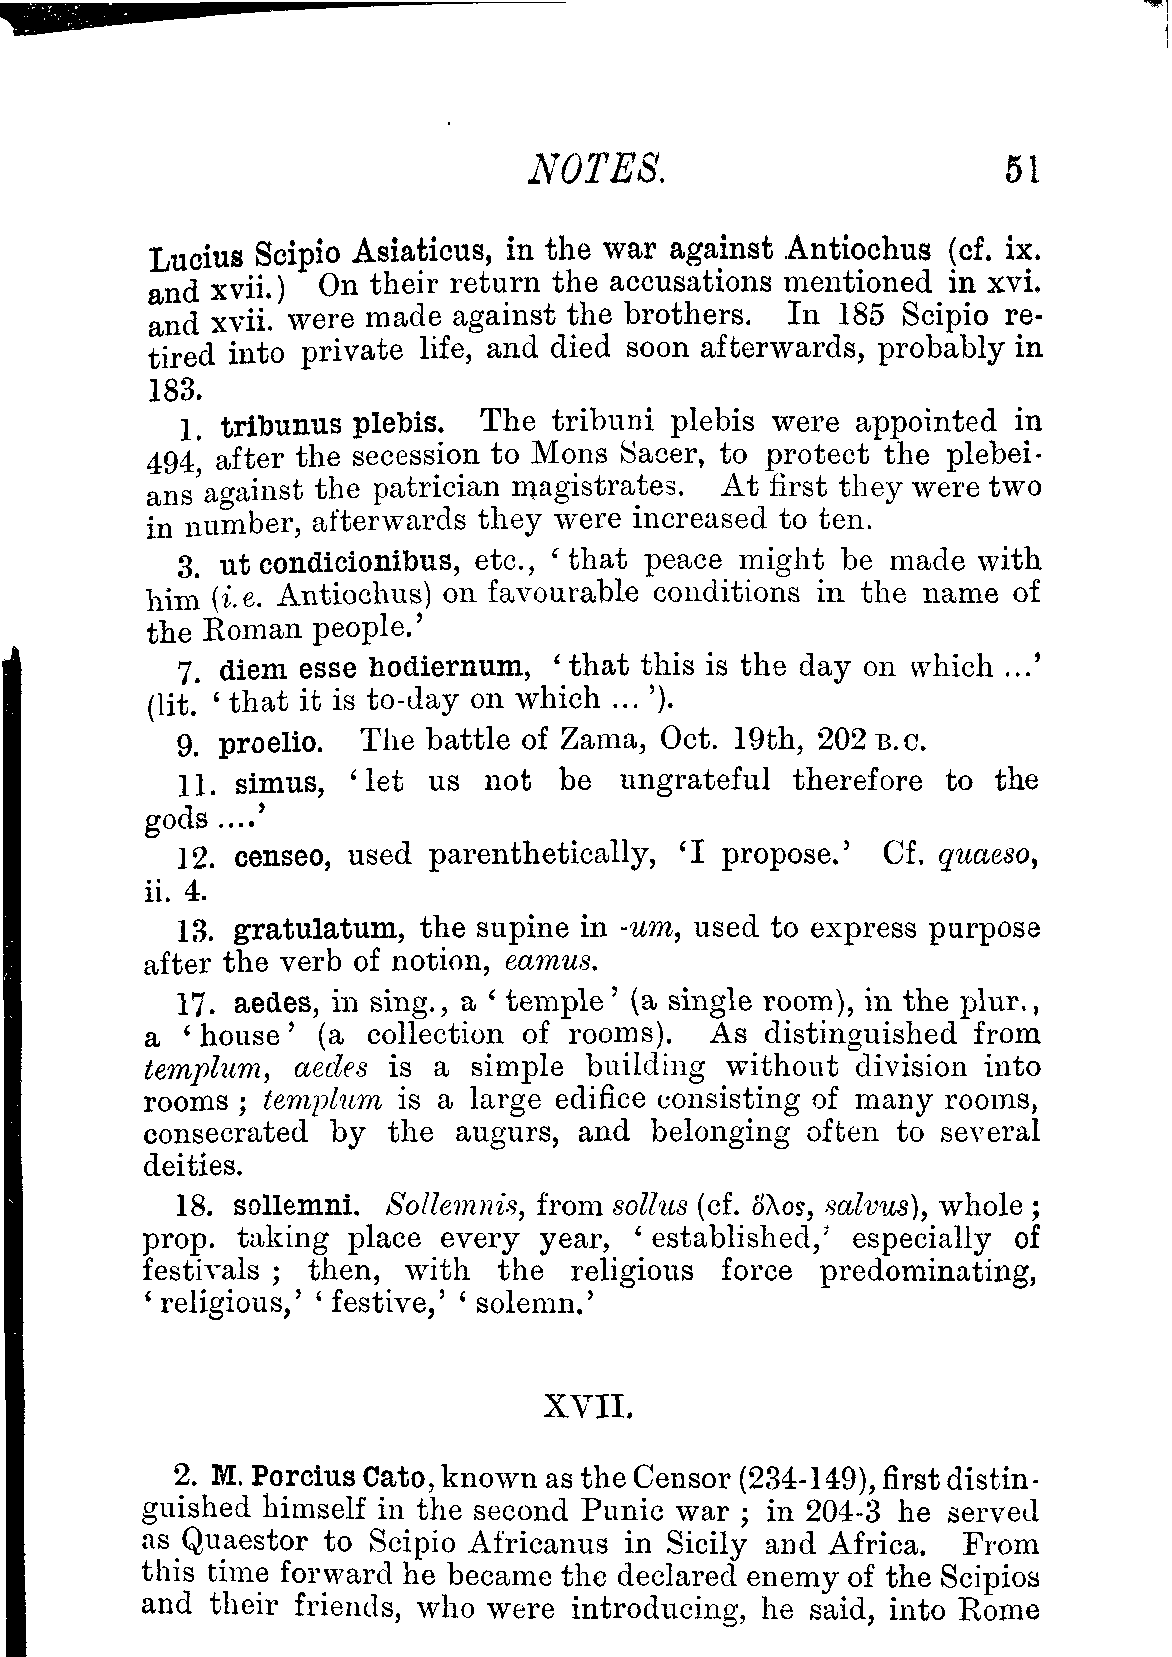 NOTES. 51
Lucius Scipio Asiaticus, in the war against Antiochus (cf. ix.
and xvii.) On their return the accusations mentioned in xvi.
and xvii. were made against the brothers. In 185 Scipio re-
tired into private life, and died soon afterwards, probably in
183.
1. tribunus plebis. The tribuni plebis were appointed in
494, after the secession to Mons Sacer, to protect the plebei-
ans against the patrician magistrates. At first they were two
in number, afterwards they were increased to ten.
3. ut condicionibus, etc., ‘that peace might be made with
him (i.e. Antiochus) on favourable conditions in the name of
the Roman people.’
7. diem esse hodiernum, ‘that this is the day on which ...’
(lit. ‘that it is to-day on which ... ’).
9. proelio. The battle of Zama, Oct. 19th, 202 B.C.
11. simus, ‘let us not be ungrateful therefore to the
gods ....’
12. censeo, used parenthetically, ‘I propose.’ Cf. quaeso,
ii. 4.
13. gratulatum, the supine in -um, used to express purpose
after the verb of notion, eamus.
17. aedes, in sing., a ‘temple’ (a single room), in the plur.,
a ‘house’ (a collection of rooms). As distinguished from
templum, aedes is a simple building without division into
rooms; templum is a large edifice consisting of many rooms,
consecrated by the augurs, and belonging often to several
deities.
18. sollemni. Sollemnis, from sollus (cf. ὅλος, salvus), whole;
prop. taking place every year, ‘established,’ especially of
festivals; then, with the religious force predominating,
‘religious,’ ‘festive,’ ‘solemn.’
XVII.
2. M. Porcius Cato, known as the Censor (234-149), first distin-
guished himself in the second Punic war; in 204-3 he served
as Quaestor to Scipio Africanus in Sicily and Africa. From
this time forward he became the declared enemy of the Scipios
and their friends, who were introducing, he said, into Rome